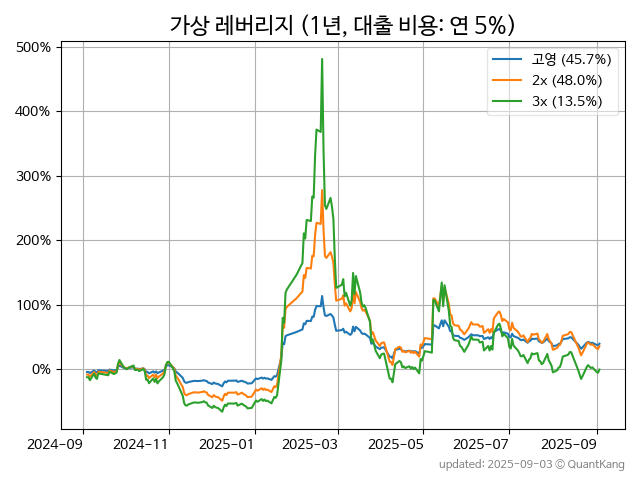 가상 레버리지 (1년, 대출 비용: 연 5%)
500%
400%
300%
200%
100%
0%
고영 (45.7%)
2x (48.0%)
3x (13.5%)
2024-09 2024-11 2025-01 2025-03 2025-05 2025-07 2025-09
updated: 2025-09-03 © QuantKang